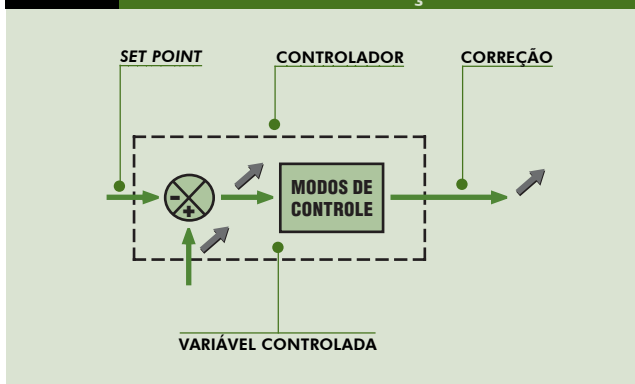 SET POINT
CONTROLADOR
CORREÇÃO
MODOS DE
CONTROLE
-
+
VARIÁVEL CONTROLADA